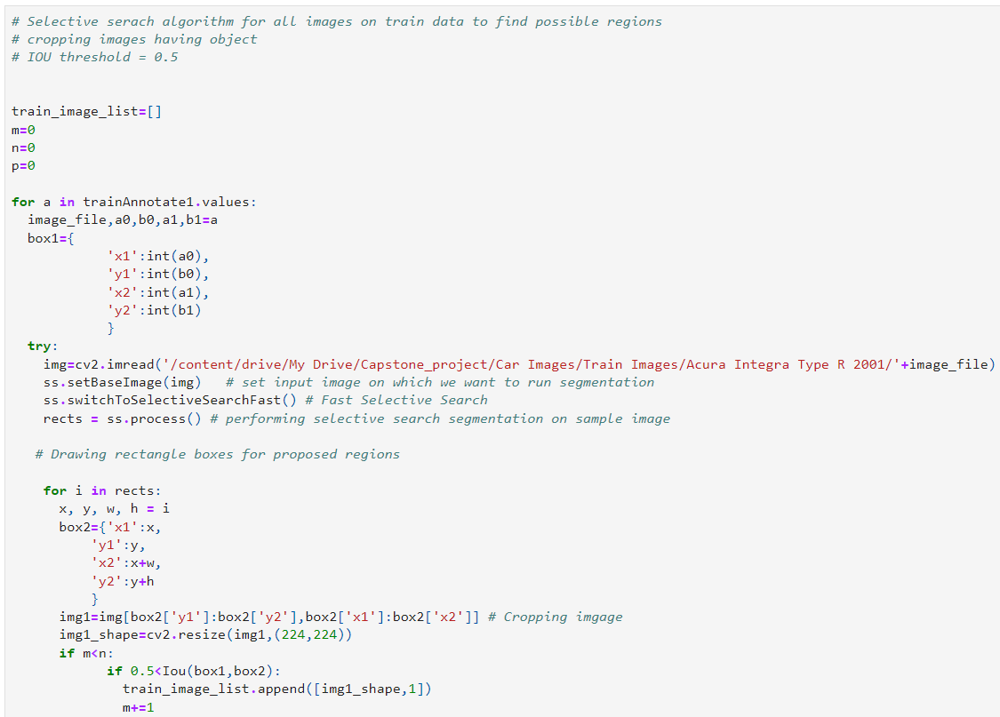 # Selective serach algorithm for all images on train data to find possible regions
# cropping images having object
# IOU threshold = 0.5
train_image_list=[]
m=0
n=0
p=0
for a in trainAnnotate1.values:
  image_file,a0,b0,a1,b1=a
  box1={
            'x1':int(a0),
            'y1':int(b0),
            'x2':int(a1),
            'y2':int(b1)
            }
  try:
    img=cv2.imread('/content/drive/My Drive/Capstone_project/Car Images/Train Images/Acura Integra Type R 2001/'+image_file)
    ss.setBaseImage(img)   # set input image on which we want to run segmentation
    ss.switchToSelectiveSearchFast() # Fast Selective Search
    rects = ss.process() # performing selective search segmentation on sample image
   # Drawing rectangle boxes for proposed regions
    for i in rects:
      x, y, w, h = i
      box2={'x1':x,
          'y1':y,
          'x2':x+w,
          'y2':y+h
          }
      img1=img[box2['y1']:box2['y2'],box2['x1']:box2['x2']] # Cropping imgage
      img1_shape=cv2.resize(img1,(224,224))
      if m<n:
            if 0.5<Iou(box1,box2):
              train_image_list.append([img1_shape,1])
              m+=1